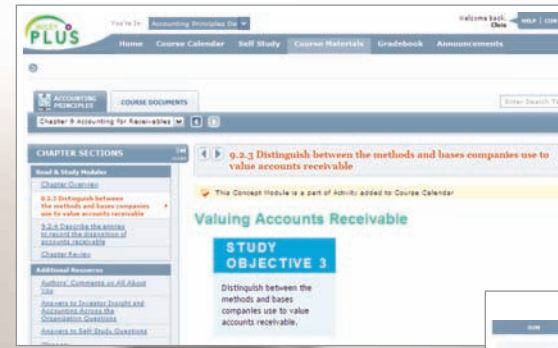 WILEY
PLUS
You're In: Accounting Principles De
Welcome back,
Chris
HELP | CON
Home Course Calendar Self Study Course Materials Gradebook Announcements
ACCOUNTING
PRINCIPLES
COURSE DOCUMENTS
Enter Search T
Chapter 9 Accounting for Receivables
CHAPTER SECTIONS
Read & Study Modules
Chapter Overview
9.2.3 Distinguish between
the methods and bases companies
use to value accounts receivable
9.2.4 Describe the entries
to record the disposition of
accounts receivable
Chapter Review
Additional Resources
Authors' Comments on All About
You
Answers to Investor Insight and
Accounting Across the
Organization Questions
Answers to Self-Study Questions
9.2.3 Distinguish between the methods and bases companies use to
value accounts receivable
This Concept Module is a part of Activity added to Course Calendar
Valuing Accounts Receivable
STUDY
OBJECTIVE 3
Distinguish between the
methods and bases
companies use to value
accounts receivable.